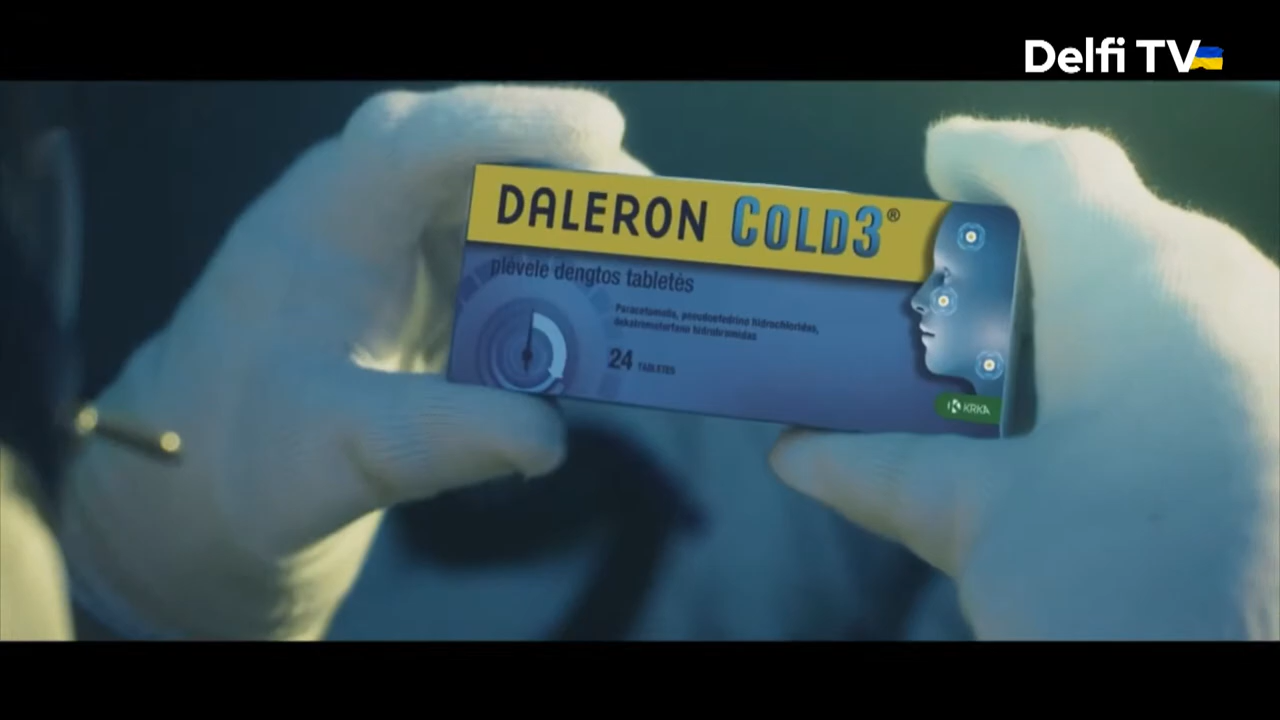 Delfi TV
DALERON COLD3®
plėvele dengtos tabletės
Paracetamolis, pseudoefedrino hidrochloridas,
dekstrometorfano hidrobromidas
24 TABLETĖS
KRKA